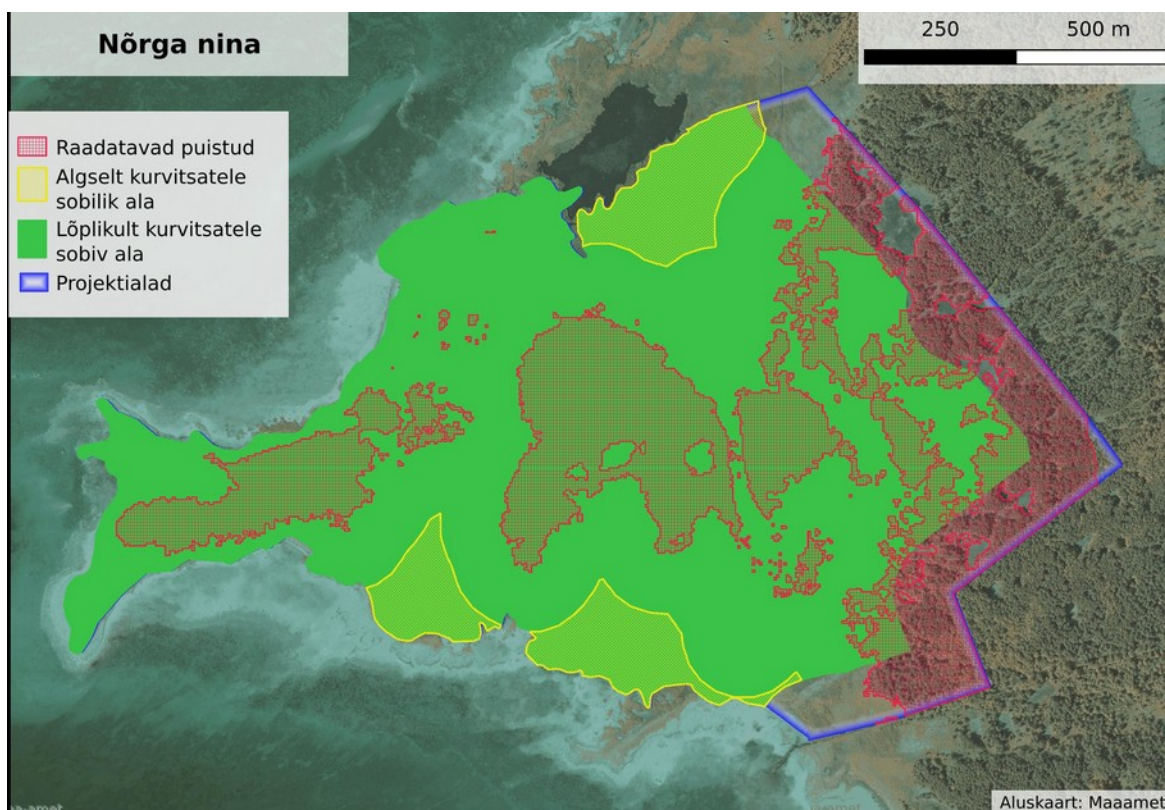 Nõrga nina
250 500 m
Raadatavad puistud
Algselt kurvitsatele
sobilik ala
Lõplikult kurvitsatele
sobiv ala
Projektialad
Aluskaart: Maaamet